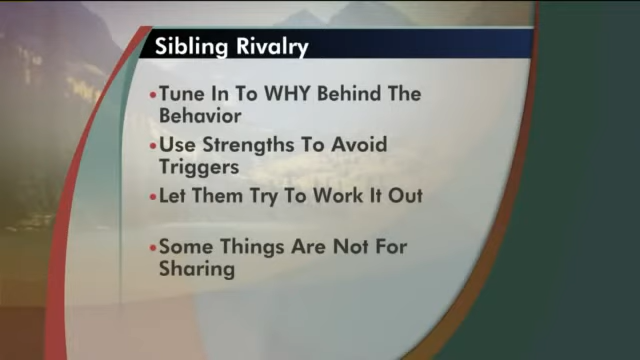 Sibling Rivalry
•Tune In To WHY Behind The
Behavior
•Use Strengths To Avoid
Triggers
•Let Them Try To Work It Out
•Some Things Are Not For
Sharing